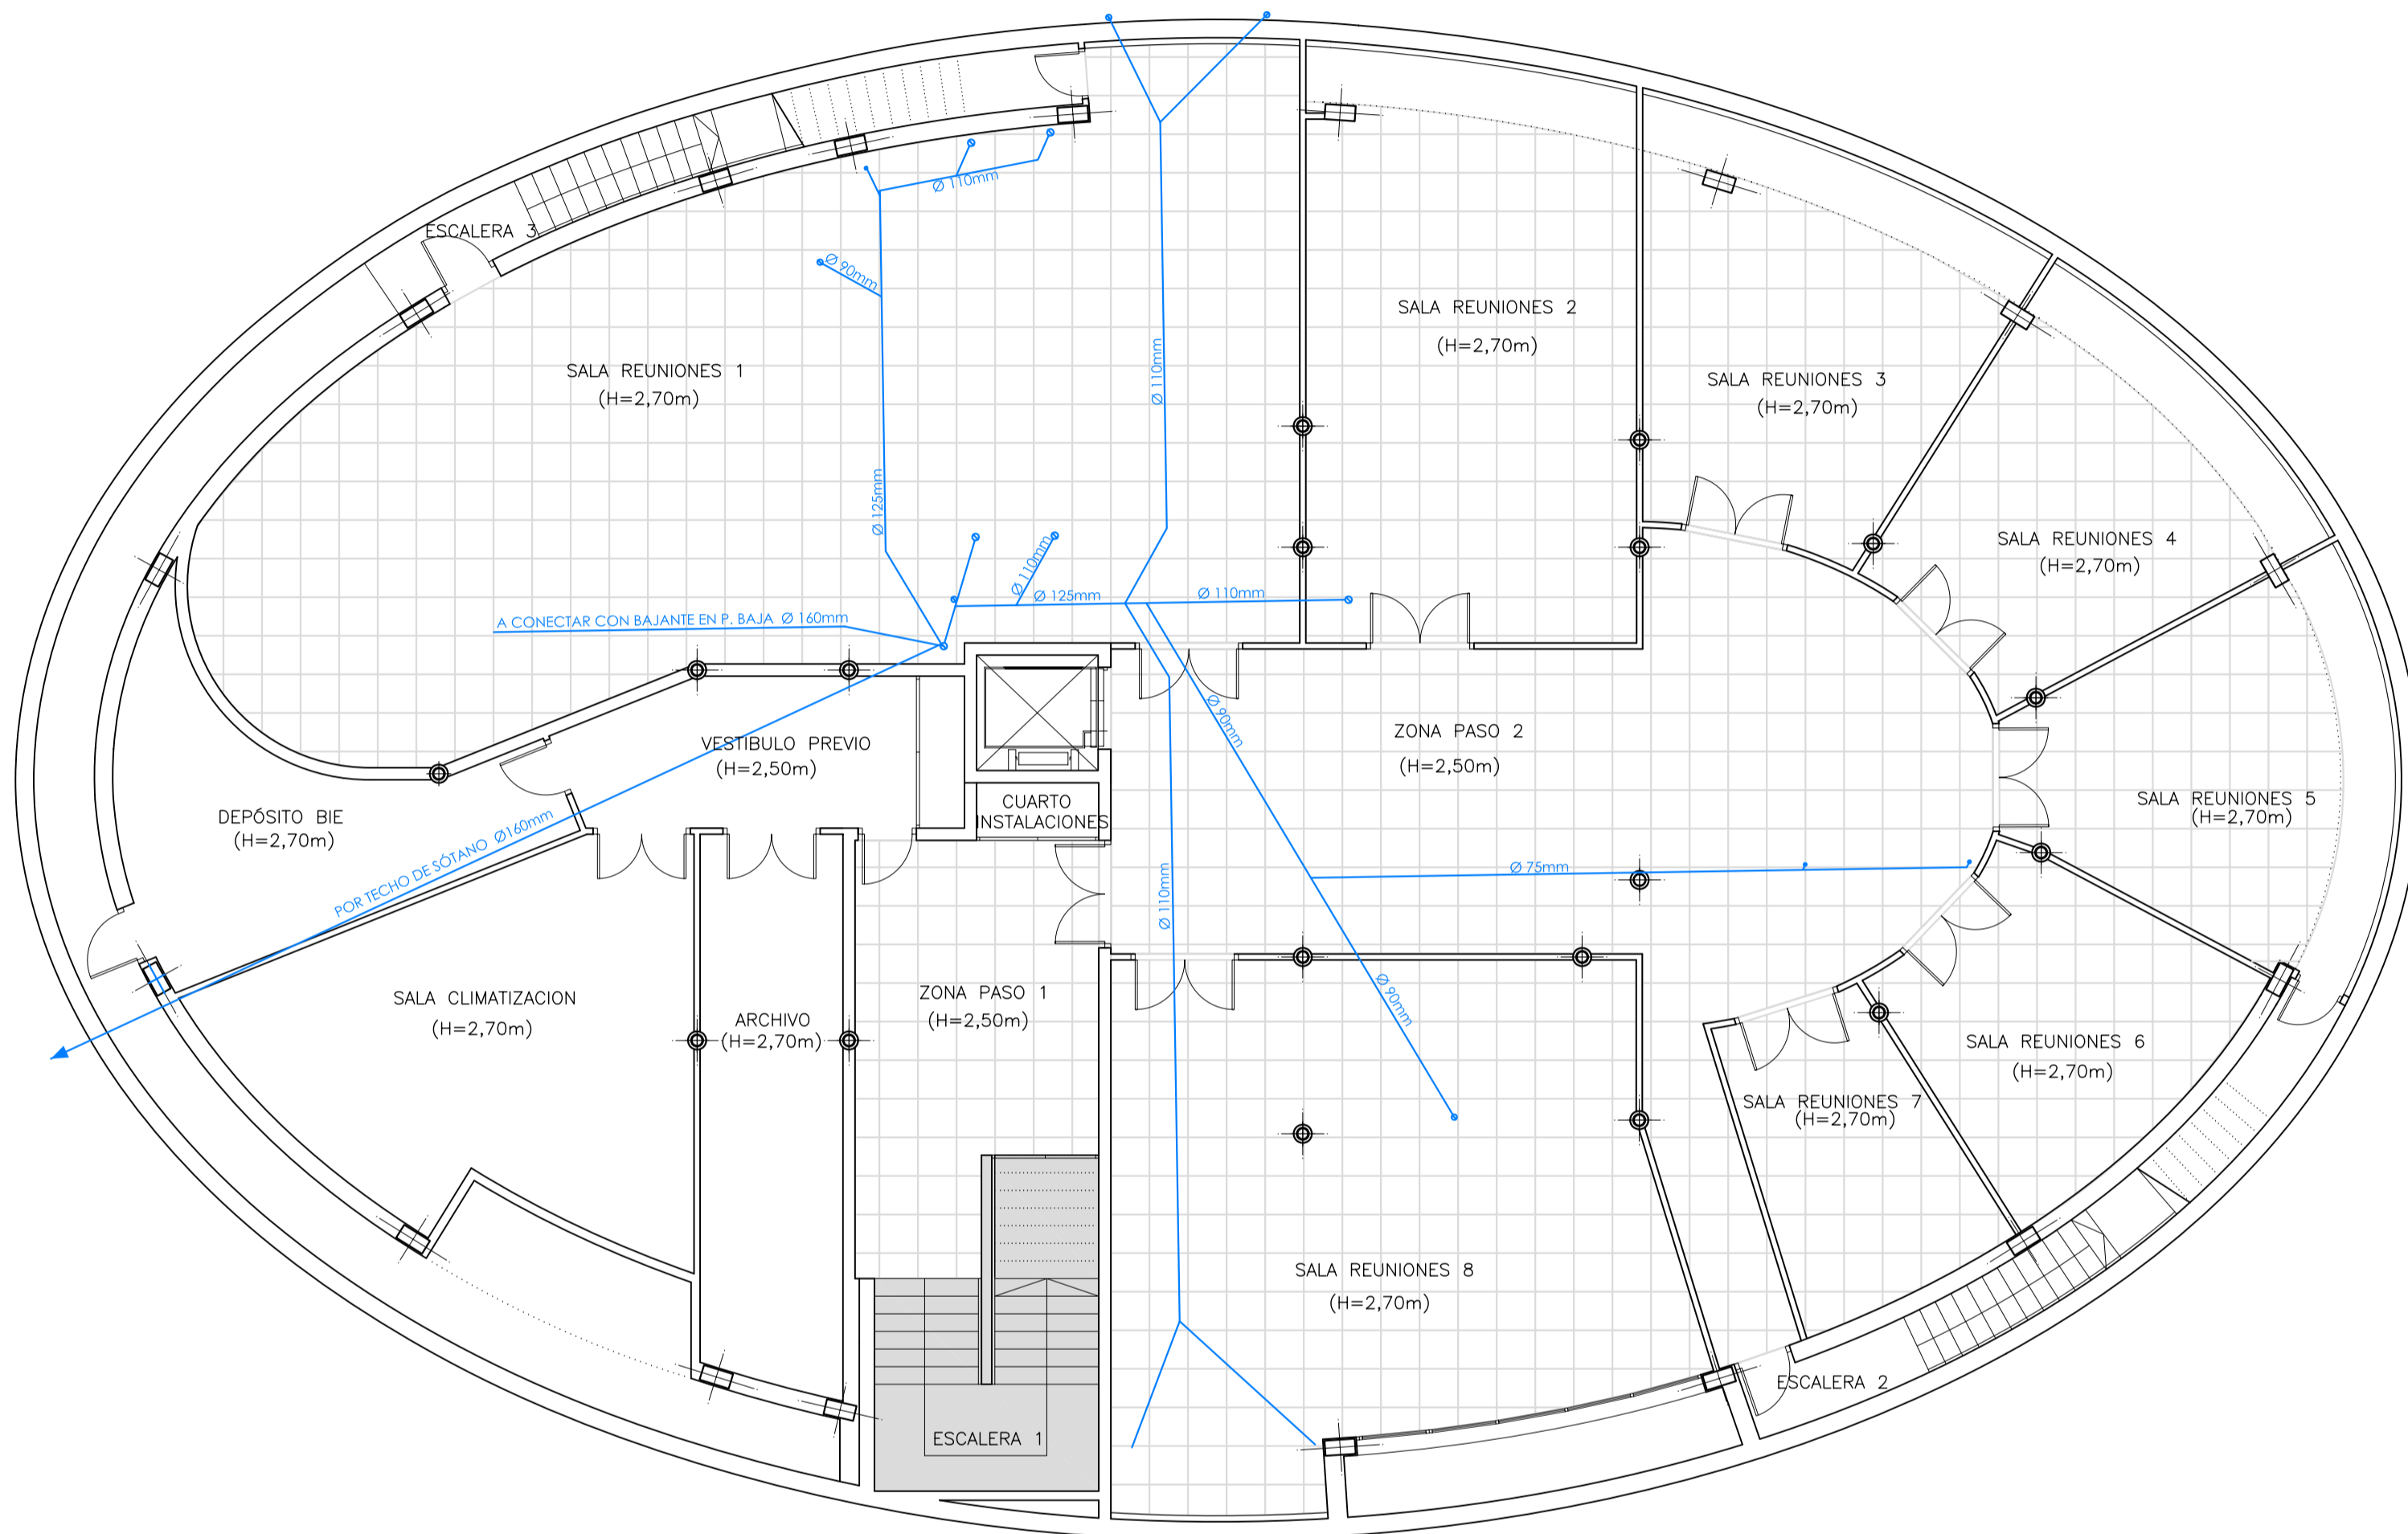 Ø 110mm
ESCALERA 3
Ø 90mm
SALA REUNIONES 2
(H=2,70m)
Ø 110mm
SALA REUNIONES 1
(H=2,70m)
SALA REUNIONES 3
(H=2,70m)
Ø 125mm
SALA REUNIONES 4
(H=2,70m)
Ø 110mm
Ø 125mm
Ø 110mm
A CONECTAR CON BAJANTE EN P. BAJA Ø 160mm
Ø 90mm
ZONA PASO 2
(H=2,50m)
VESTIBULO PREVIO
(H=2,50m)
CUARTO
INSTALACIONES
SALA REUNIONES 5
(H=2,70m)
DEPÓSITO BIE
(H=2,70m)
POR TECHO DE SÓTANO Ø160mm
Ø 75mm
Ø 110mm
SALA CLIMATIZACION
(H=2,70m)
ARCHIVO
(H=2,70m)
ZONA PASO 1
(H=2,50m)
Ø 90mm
SALA REUNIONES 6
(H=2,70m)
SALA REUNIONES 7
(H=2,70m)
SALA REUNIONES 8
(H=2,70m)
ESCALERA 2
ESCALERA 1